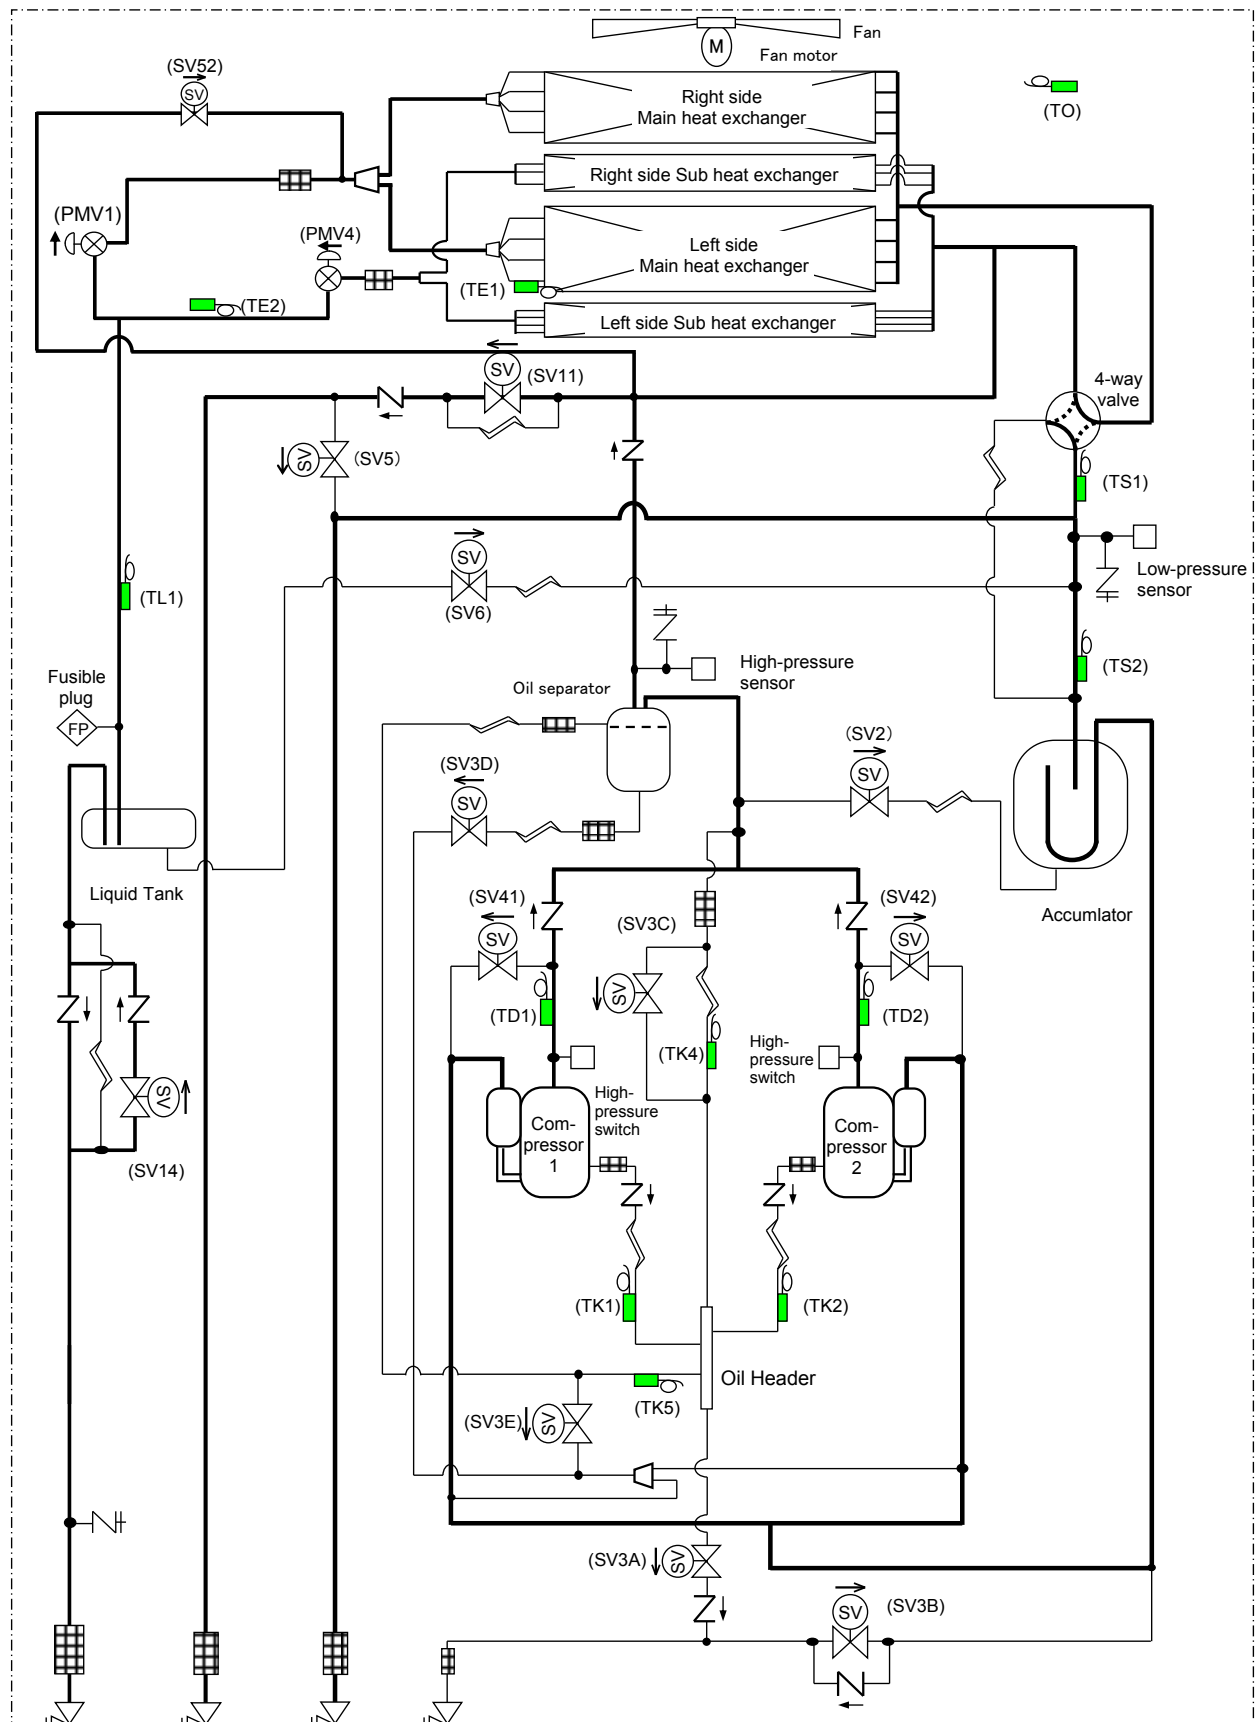 Fan
M
Fan motor
(SV52)
SV
Right side
Main heat exchanger
(TO)
Right side Sub heat exchanger
(PMV1)
(PMV4)
Left side
Main heat exchanger
(TE1)
(TE2)
Left side Sub heat exchanger
SV
(SV11)
4-way
valve
SV
(SV5)
(TS1)
SV
(SV6)
Low-pressure
sensor
(TL1)
High-pressure
sensor
(TS2)
Fusible
plug
FP
Oil separator
(SV2)
SV
(SV3D)
SV
Liquid Tank
(SV41)
SV
(SV3C)
SV
(SV42)
SV
Accumlator
(TD1)
(TK4)
(TD2)
High-
pressure
switch
High-
pressure
switch
Com-
pressor
1
Com-
pressor
2
SV
(SV14)
(TK1)
(TK2)
Oil Header
(TK5)
(SV3E)
SV
(SV3A)
SV
SV
(SV3B)